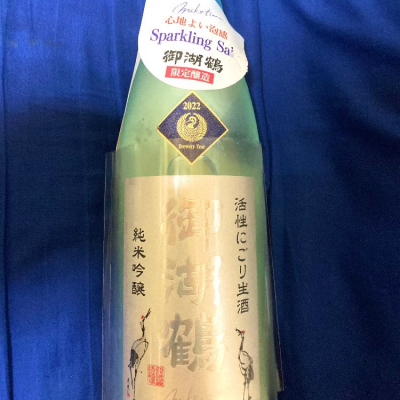 心地よい泡感
Sparkling Sa
御湖鶴
限定醸造
2022
Brewery Year
活性にごり生酒
御湖鶴
純米吟醸